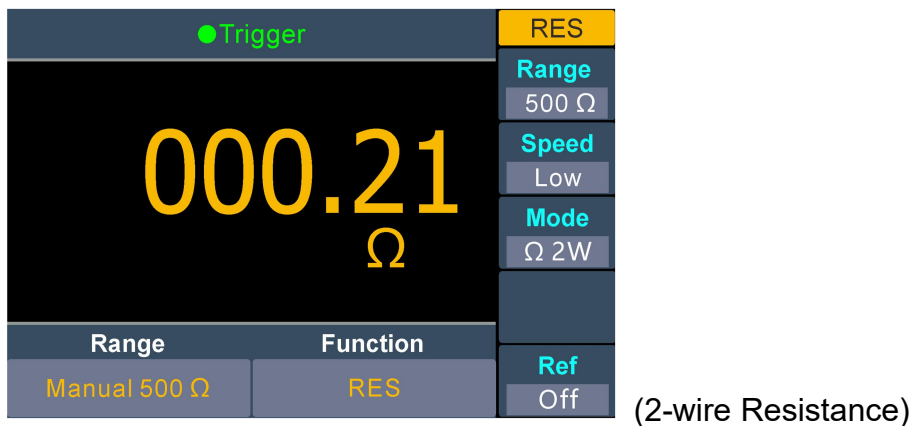 Trigger
RES
Range
500 Ω
Speed
Low
Mode
Ω 2W
000.21
Ω
Range
Function
Manual 500 Ω
RES
Ref
Off
(2-wire Resistance)